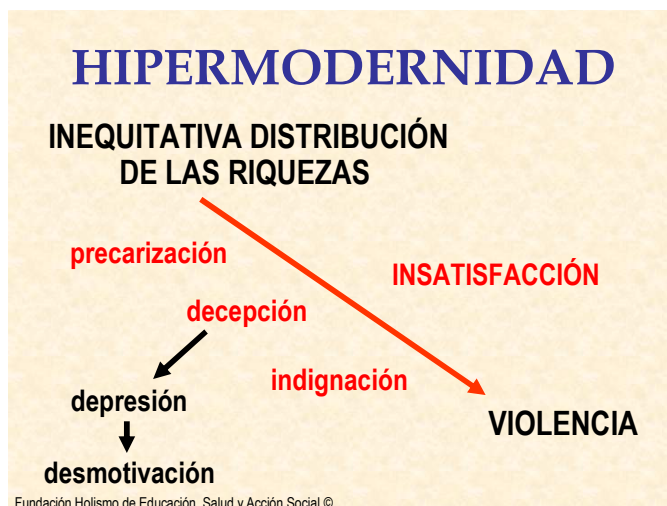 HIPERMODERNIDAD
INEQUITATIVA DISTRIBUCIÓN
DE LAS RIQUEZAS
precarización
INSATISFACCIÓN
decepción
indignación
depresión
VIOLENCIA
desmotivación
Fundación Holismo de Educación, Salud y Acción Social ©